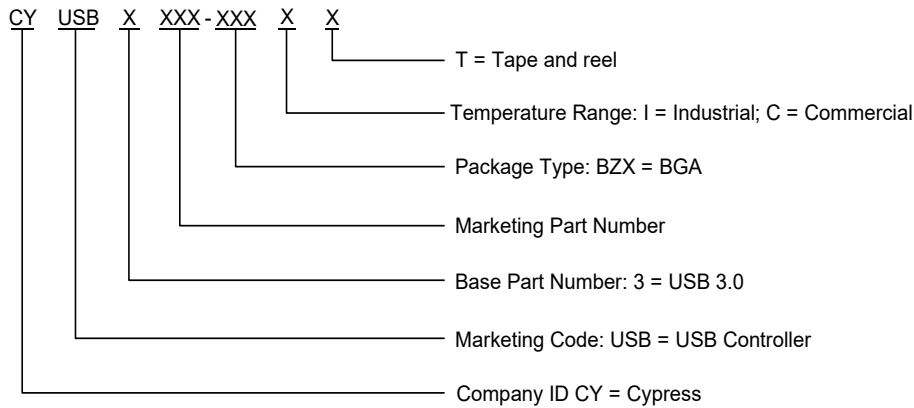 CY USB X XXX - XXX X X
T = Tape and reel
Temperature Range: I = Industrial; C = Commercial
Package Type: BZX = BGA
Marketing Part Number
Base Part Number: 3 = USB 3.0
Marketing Code: USB = USB Controller
Company ID CY = Cypress